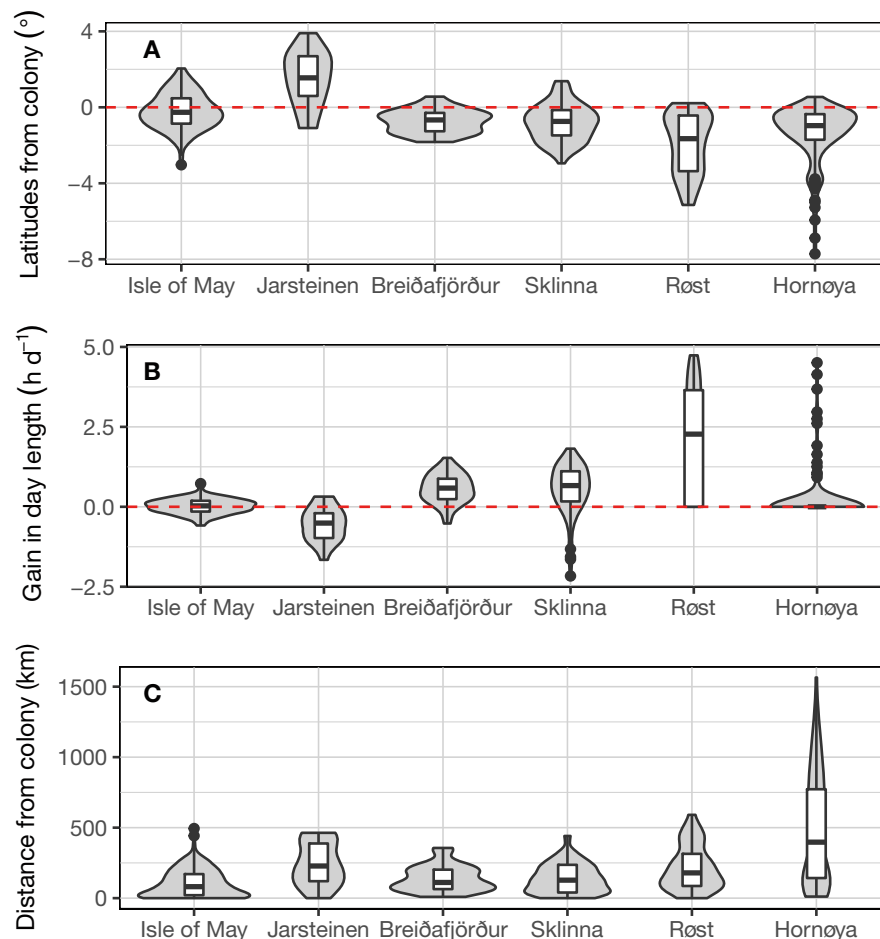 Latitudes from colony (°)
A
4
0
−4
−8
Isle of May Jarsteinen Breiðafjörður Sklinna Røst Hornøya
Gain in day length (h d⁻¹)
B
5.0
2.5
0.0
−2.5
Isle of May Jarsteinen Breiðafjörður Sklinna Røst Hornøya
Distance from colony (km)
C
1500
1000
500
0
Isle of May Jarsteinen Breiðafjörður Sklinna Røst Hornøya